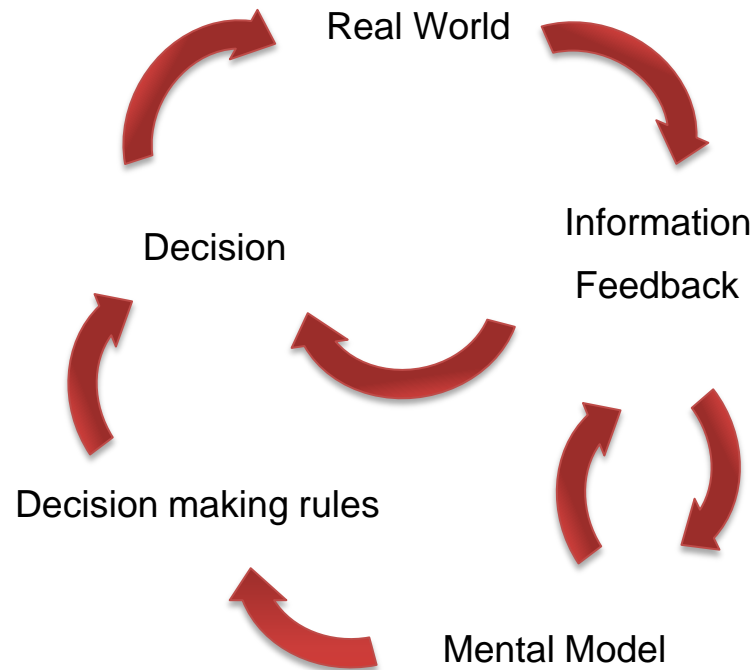 Real World
Information
Feedback
Decision
Decision making rules
Mental Model